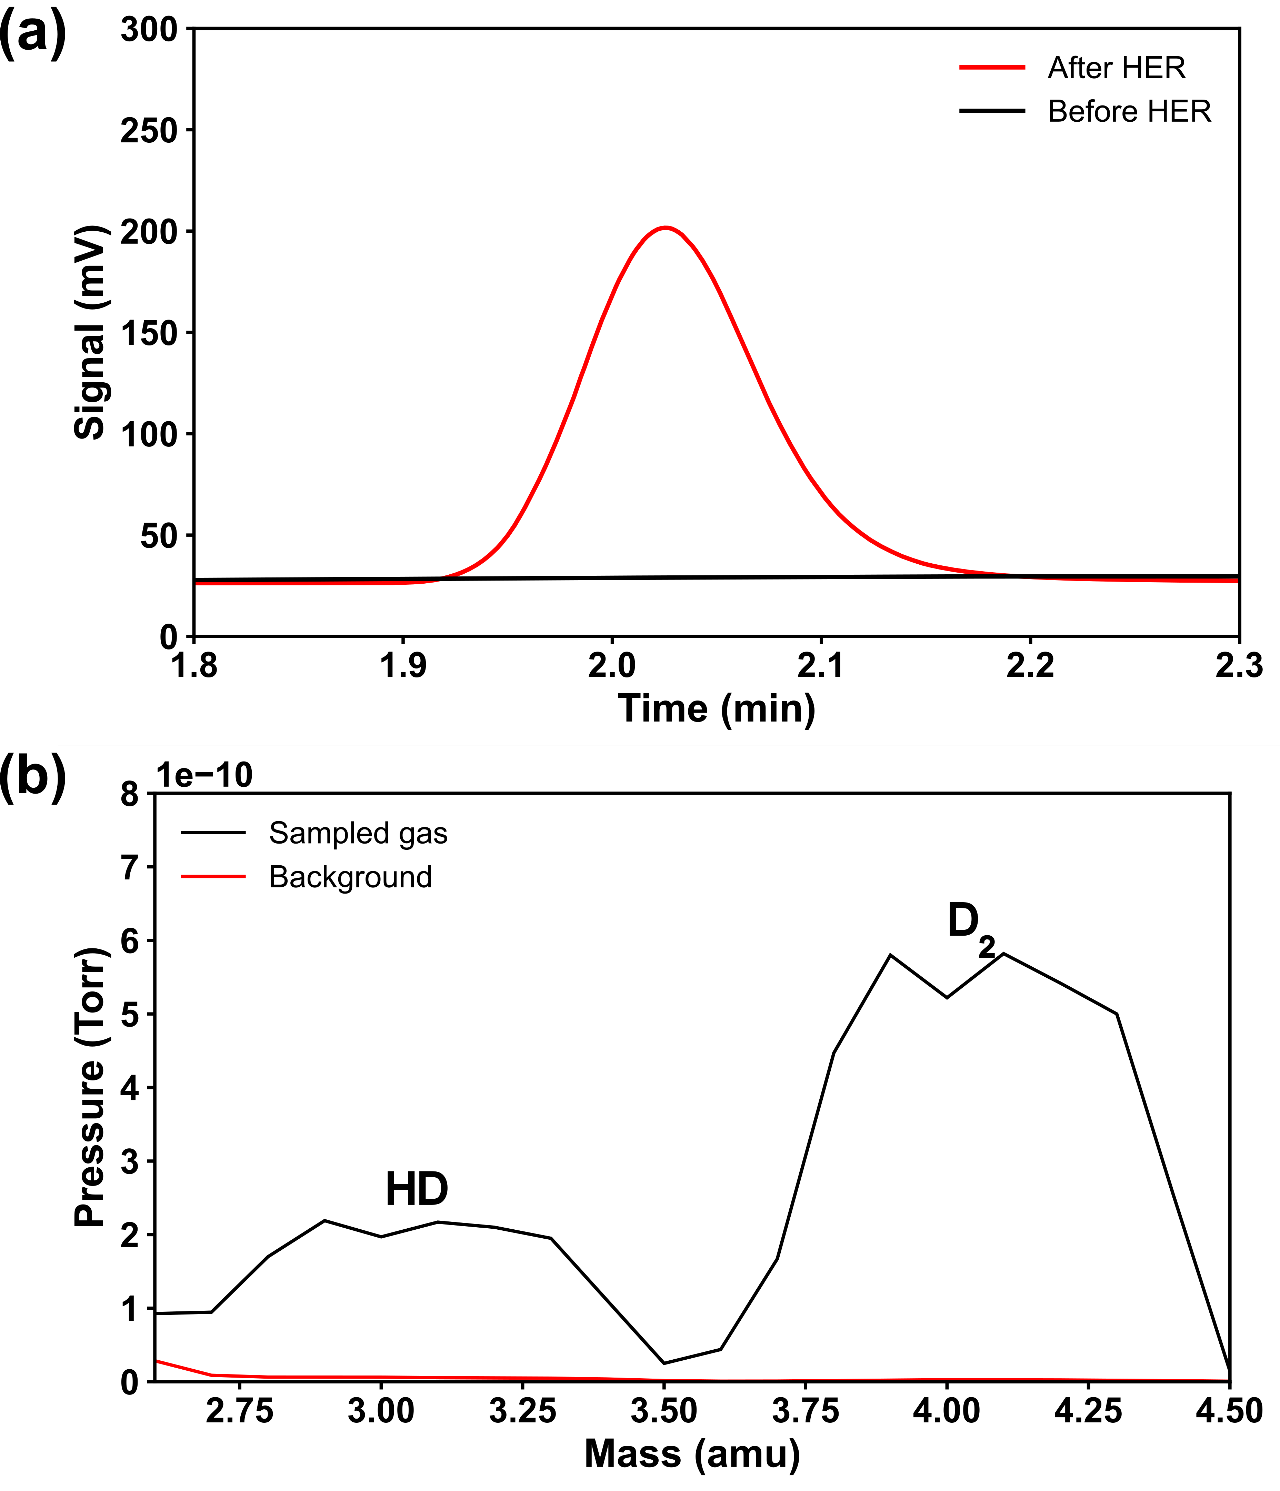 (a)
300
250
200
150
100
50
0
Signal (mV)
After HER
Before HER
1.8 1.9 2.0 2.1 2.2 2.3
Time (min)
(b)
1e−10
8
7
6
5
4
3
2
1
0
Pressure (Torr)
Sampled gas
Background
HD
D2
2.75 3.00 3.25 3.50 3.75 4.00 4.25 4.50
Mass (amu)